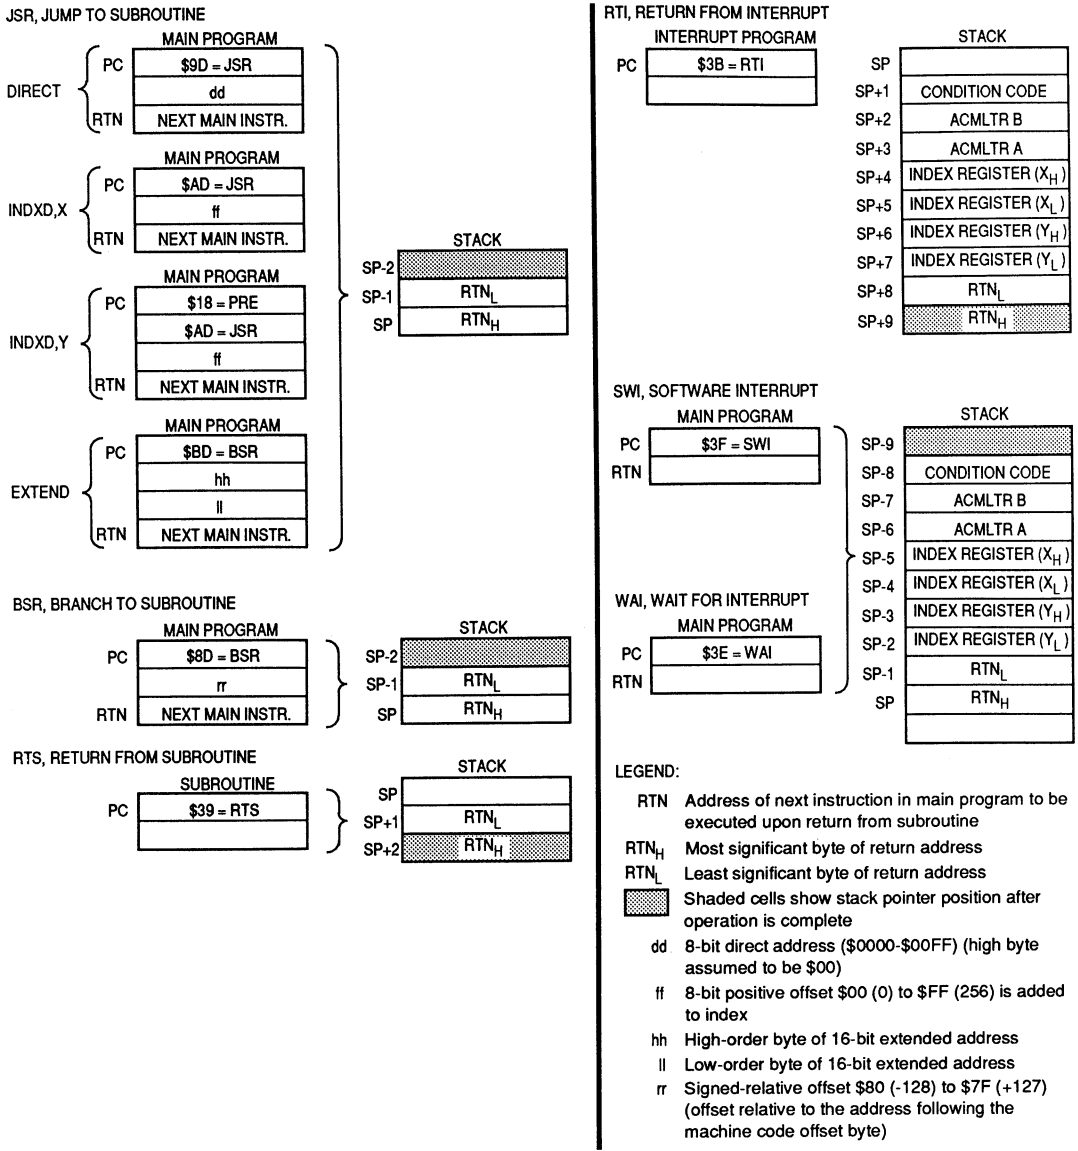 JSR, JUMP TO SUBROUTINE
MAIN PROGRAM
DIRECT
PC $9D = JSR
dd
RTN NEXT MAIN INSTR.
MAIN PROGRAM
INDXD,X
PC $AD = JSR
ff
RTN NEXT MAIN INSTR.
MAIN PROGRAM
INDXD,Y
PC $18 = PRE
$AD = JSR
ff
RTN NEXT MAIN INSTR.
MAIN PROGRAM
EXTEND
PC $BD = BSR
hh
ll
RTN NEXT MAIN INSTR.
STACK
SP-2
SP-1 RTNL
SP RTNH
BSR, BRANCH TO SUBROUTINE
MAIN PROGRAM
PC $8D = BSR
rr
RTN NEXT MAIN INSTR.
STACK
SP-2
SP-1 RTNL
SP RTNH
RTS, RETURN FROM SUBROUTINE
SUBROUTINE
PC $39 = RTS
STACK
SP
SP+1 RTNL
SP+2 RTNH
RTI, RETURN FROM INTERRUPT
INTERRUPT PROGRAM
PC $3B = RTI
STACK
SP
SP+1 CONDITION CODE
SP+2 ACMLTR B
SP+3 ACMLTR A
SP+4 INDEX REGISTER (XH)
SP+5 INDEX REGISTER (XL)
SP+6 INDEX REGISTER (YH)
SP+7 INDEX REGISTER (YL)
SP+8 RTNL
SP+9 RTNH
SWI, SOFTWARE INTERRUPT
MAIN PROGRAM
PC $3F = SWI
RTN
WAI, WAIT FOR INTERRUPT
MAIN PROGRAM
PC $3E = WAI
RTN
STACK
SP-9
SP-8 CONDITION CODE
SP-7 ACMLTR B
SP-6 ACMLTR A
SP-5 INDEX REGISTER (XH)
SP-4 INDEX REGISTER (XL)
SP-3 INDEX REGISTER (YH)
SP-2 INDEX REGISTER (YL)
SP-1 RTNL
SP RTNH
LEGEND:
RTN Address of next instruction in main program to be
executed upon return from subroutine
RTNH Most significant byte of return address
RTNL Least significant byte of return address
Shaded cells show stack pointer position after
operation is complete
dd 8-bit direct address ($0000-$00FF) (high byte
assumed to be $00)
ff 8-bit positive offset $00 (0) to $FF (256) is added
to index
hh High-order byte of 16-bit extended address
ll Low-order byte of 16-bit extended address
rr Signed-relative offset $80 (-128) to $7F (+127)
(offset relative to the address following the
machine code offset byte)